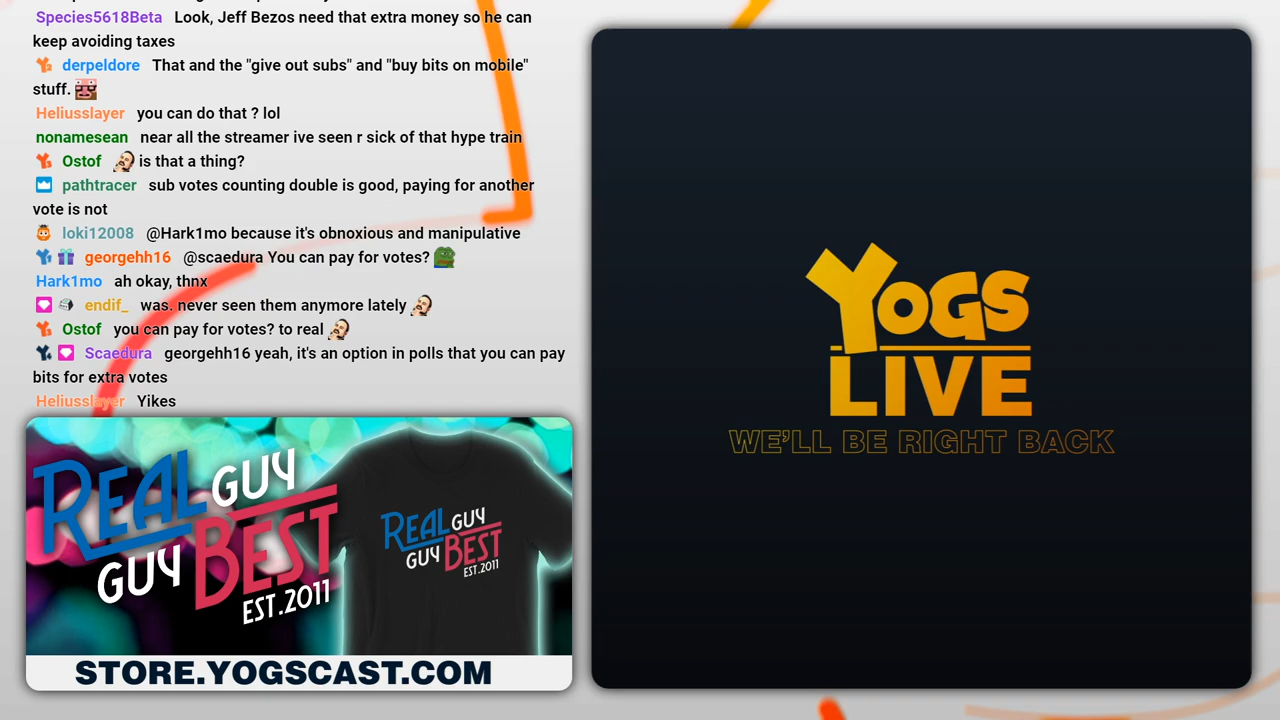 Species5618Beta Look, Jeff Bezos need that extra money so he can
keep avoiding taxes
derpeldore That and the "give out subs" and "buy bits on mobile"
stuff.
Heliusslayer you can do that ? lol
nonamesean near all the streamer ive seen r sick of that hype train
Ostof is that a thing?
pathtracer sub votes counting double is good, paying for another
vote is not
loki12008 @Hark1mo because it's obnoxious and manipulative
georgehh16 @scaedura You can pay for votes?
Hark1mo ah okay, thnx
endif_ was. never seen them anymore lately
Ostof you can pay for votes? to real
Scaedura georgehh16 yeah, it's an option in polls that you can pay
bits for extra votes
Heliusslayer Yikes
REAL GUY
GUY BEST
EST.2011
REAL GUY
GUY BEST
EST.2011
STORE.YOGSCAST.COM
YOGS
LIVE
WE'LL BE RIGHT BACK